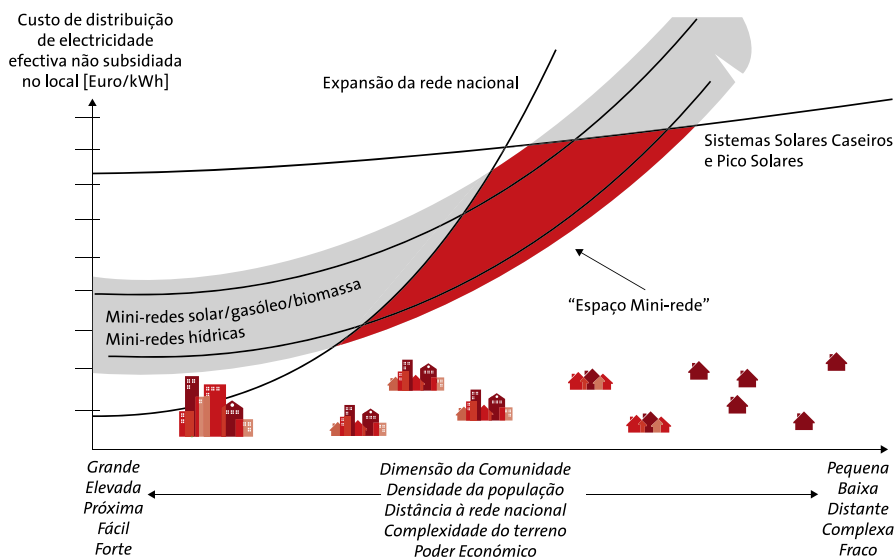 Custo de distribuição
de electricidade
efectiva não subsidiada
no local [Euro/kWh]
Expansão da rede nacional
Sistemas Solares Caseiros
e Pico Solares
“Espaço Mini-rede”
Mini-redes solar/gasóleo/biomassa
Mini-redes hídricas
Grande
Elevada
Próxima
Fácil
Forte
Dimensão da Comunidade
Densidade da população
Distância à rede nacional
Complexidade do terreno
Poder Económico
Pequena
Baixa
Distante
Complexa
Fraco